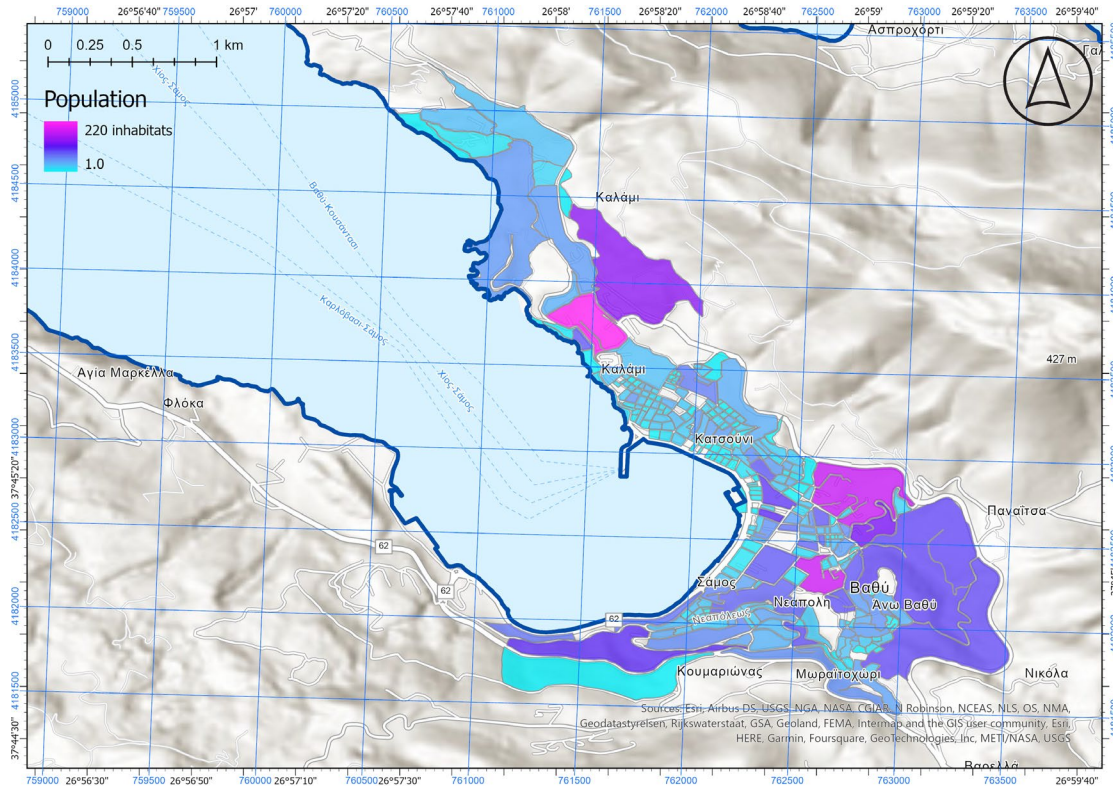 759000 26°56'40" 759500 26°57' 760000 26°57'20" 760500 26°57'40" 761000 26°58' 761500 26°58'20" 762000 26°58'40" 762500 26°59' 763000 26°59'20" 763500 26°59'40"
0 0.25 0.5 1 km
Ασπροχόρτι
Γαλ
Χίος-Σάμος
Population
220 inhabitats
1.0
4185000
4184500
Βαθύ-Κουσάντασι
Καλάμι
4184000
Καρλόβασι-Σάμος
4183500
427 m
Αγία Μαρκέλλα
Καλάμι
Χίος-Σάμος
Φλόκα
4183000
Κατσούνι
37°45'20"
4182500
Παναΐτσα
62
Σάμος
Βαθύ
62
Νεάπολη
Άνω Βαθύ
4182000
62
Νεαπόλεως
Κουμαριώνας
Μωραϊτοχώρι
Νικόλα
4181500
Sources: Esri, Airbus DS, USGS, NGA, NASA, CGIAR, N Robinson, NCEAS, NLS, OS, NMA,
Geodatastyrelsen, Rijkswaterstaat, GSA, Geoland, FEMA, Intermap and the GIS user community, Esri,
HERE, Garmin, Foursquare, GeoTechnologies, Inc, METI/NASA, USGS
37°44'30"
Βαρελλά
759000 26°56'30" 759500 26°56'50" 760000 26°57'10" 760500 26°57'30" 761000 761500 762000 762500 763000 763500 26°59'40"